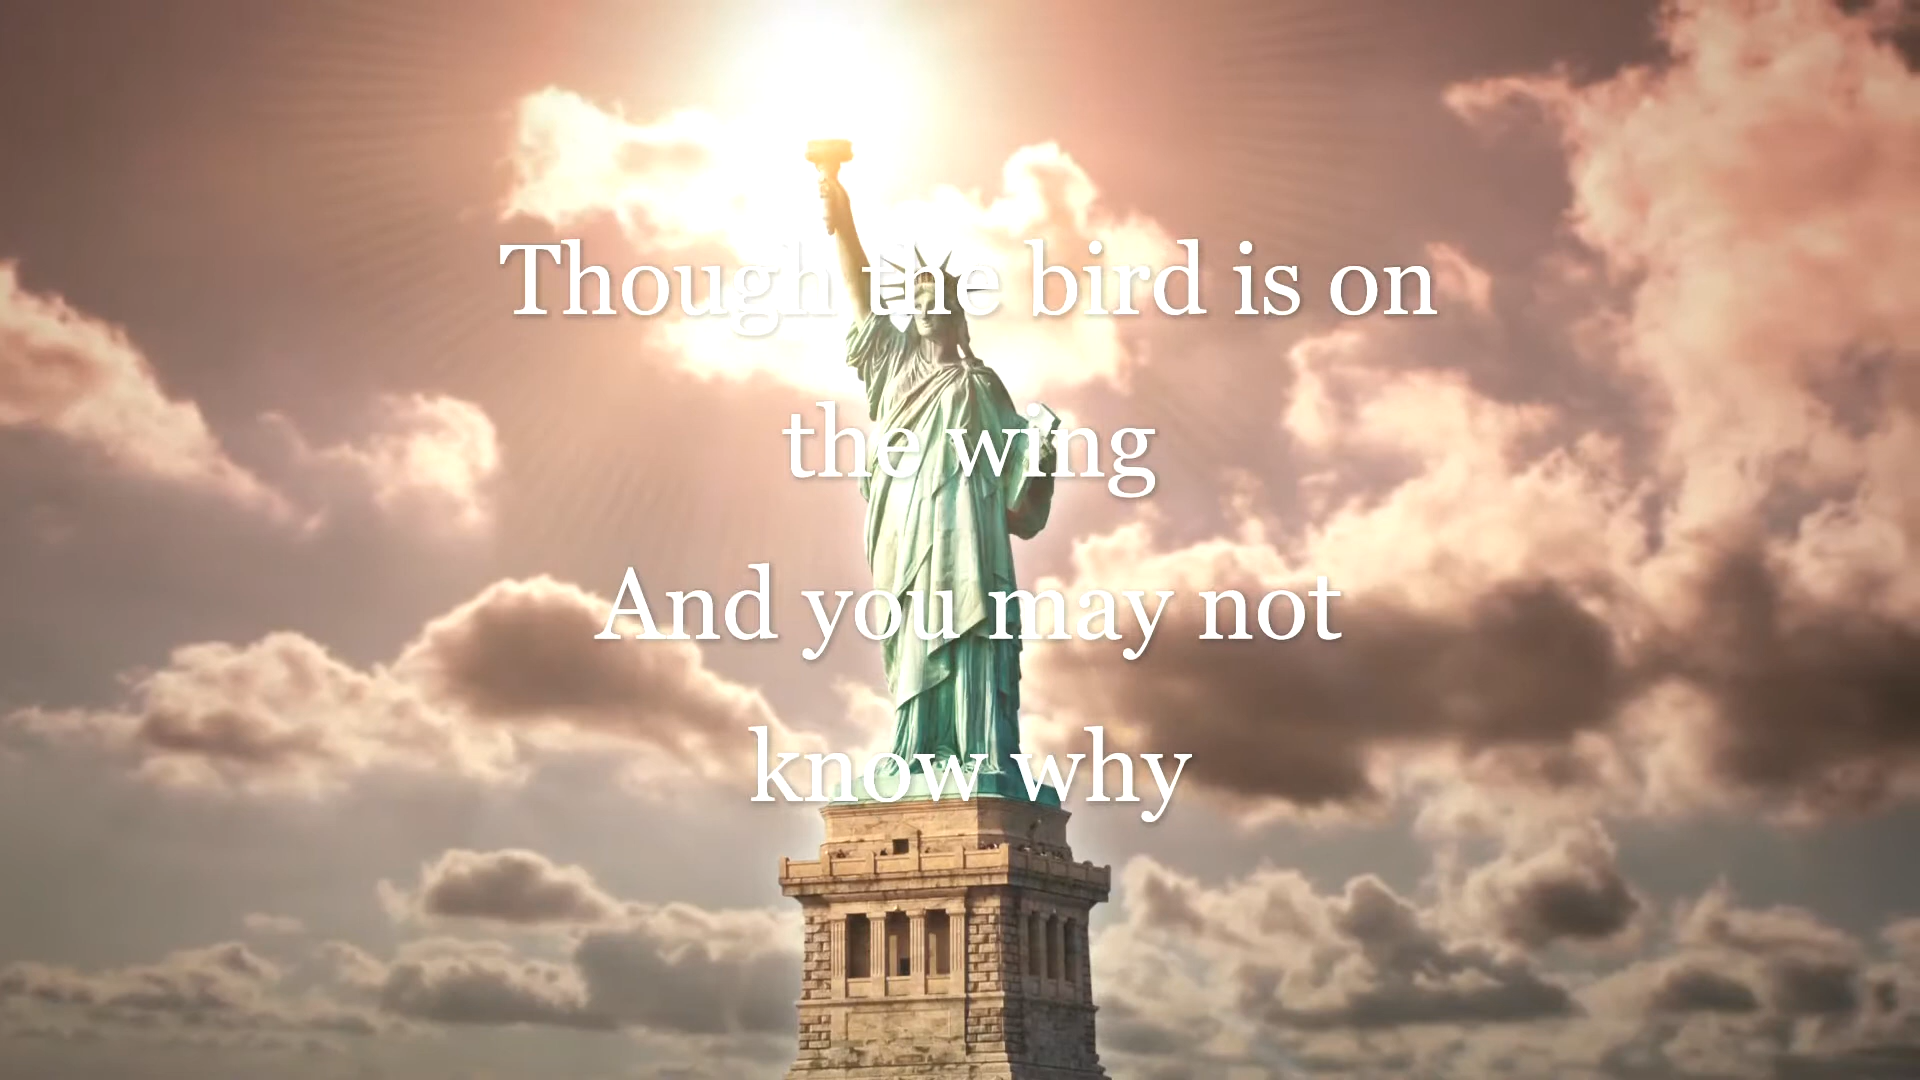 Though the bird is on
the wing
And you may not
know why